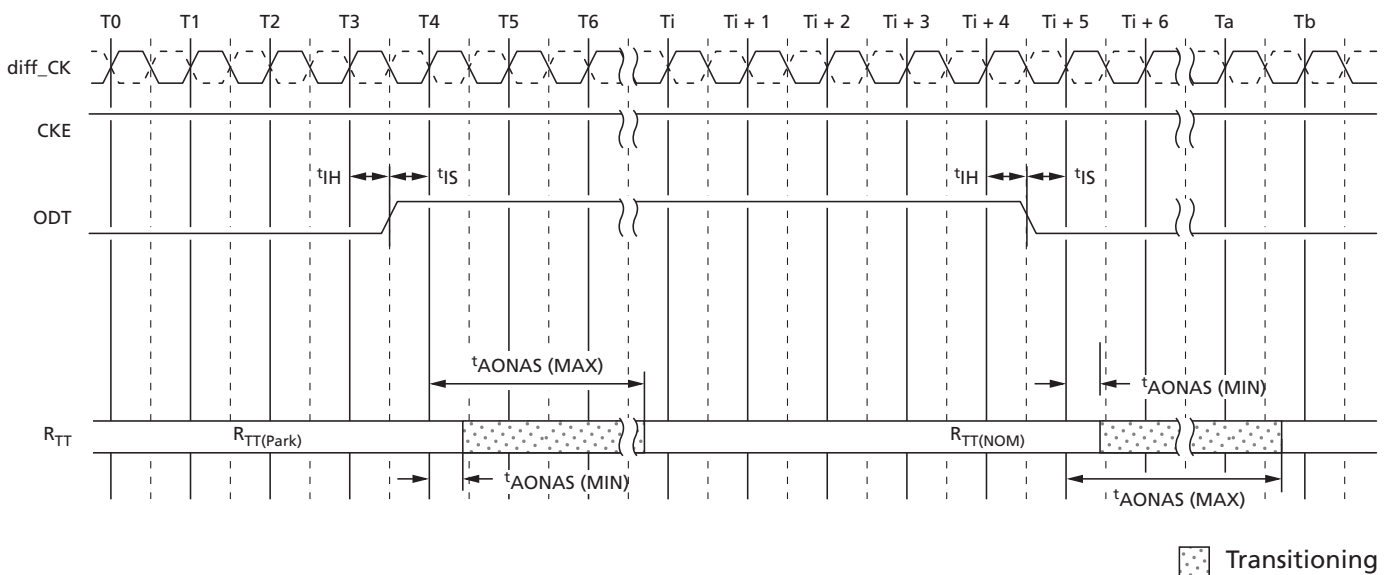 T0 T1 T2 T3 T4 T5 T6 Ti Ti + 1 Ti + 2 Ti + 3 Ti + 4 Ti + 5 Ti + 6 Ta Tb
diff_CK
CKE
tIH tIS tIH tIS
ODT
tAONAS (MAX)
tAONAS (MIN)
RTT RTT(Park) RTT(NOM)
tAONAS (MIN)
tAONAS (MAX)
Transitioning